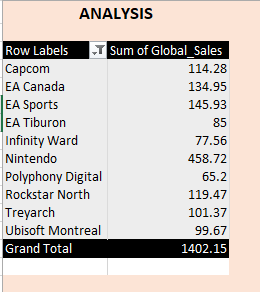 ANALYSIS
Row Labels Sum of Global_Sales
Capcom 114.28
EA Canada 134.95
EA Sports 145.93
EA Tiburon 85
Infinity Ward 77.56
Nintendo 458.72
Polyphony Digital 65.2
Rockstar North 119.47
Treyarch 101.37
Ubisoft Montreal 99.67
Grand Total 1402.15